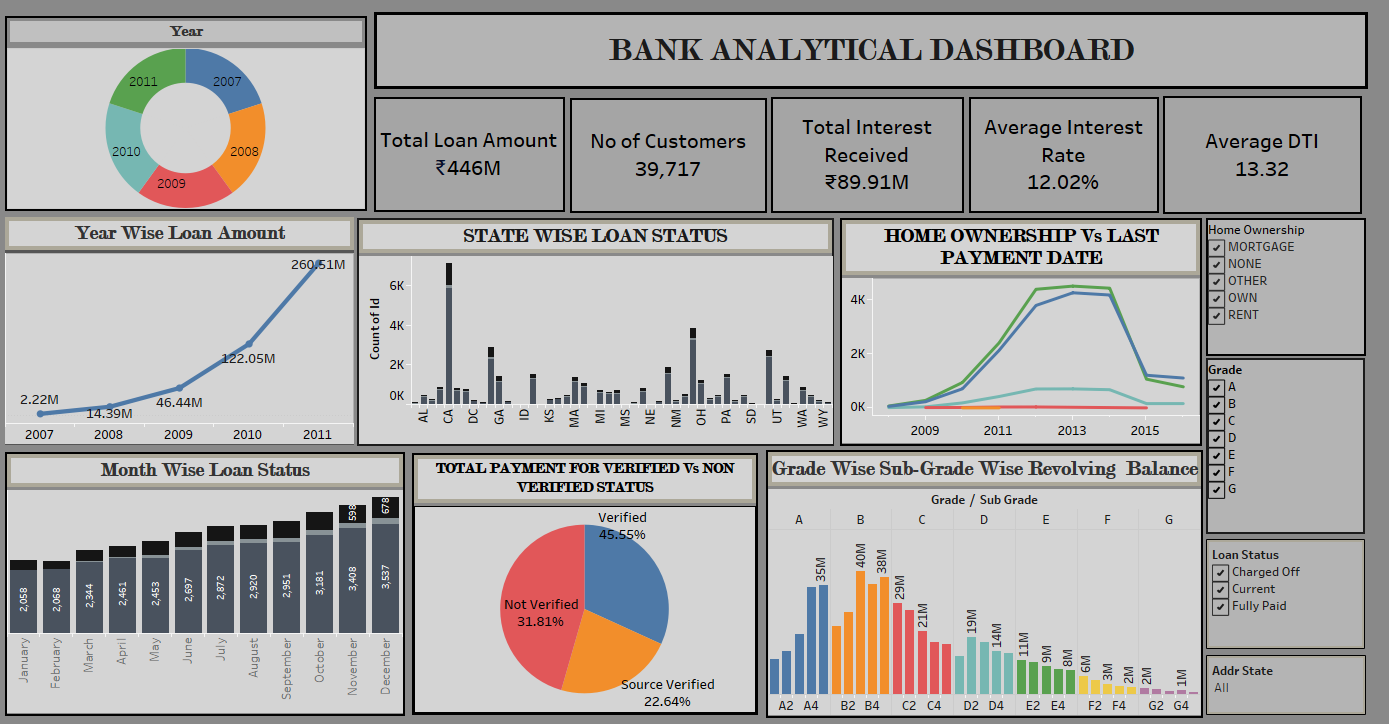 Year
2011
2007
2010
2008
2009
BANK ANALYTICAL DASHBOARD
Total Loan Amount
₹446M
No of Customers
39,717
Total Interest
Received
₹89.91M
Average Interest
Rate
12.02%
Average DTI
13.32
Year Wise Loan Amount
260.51M
122.05M
46.44M
14.39M
2.22M
2007 2008 2009 2010 2011
STATE WISE LOAN STATUS
Count of Id
6K
4K
2K
0K
AL CA DC GA ID KS MA MI MS NE NM OH PA SD UT WA WY
HOME OWNERSHIP Vs LAST
PAYMENT DATE
4K
2K
0K
2009 2011 2013 2015
Home Ownership
MORTGAGE
NONE
OTHER
OWN
RENT
Grade
A
B
C
D
E
F
G
Month Wise Loan Status
598 678
2,058 2,068 2,344 2,461 2,453 2,697 2,872 2,920 2,951 3,181 3,408 3,537
January February March April May June July August September October November December
TOTAL PAYMENT FOR VERIFIED Vs NON
VERIFIED STATUS
Verified
45.55%
Not Verified
31.81%
Source Verified
22.64%
Grade Wise Sub-Grade Wise Revolving Balance
Grade / Sub Grade
A B C D E F G
35M 40M 38M 29M 21M 19M 14M 11M 9M 8M 6M 3M 2M 2M 1M
A2 A4 B2 B4 C2 C4 D2 D4 E2 E4 F2 F4 G2 G4
Loan Status
Charged Off
Current
Fully Paid
Addr State
All